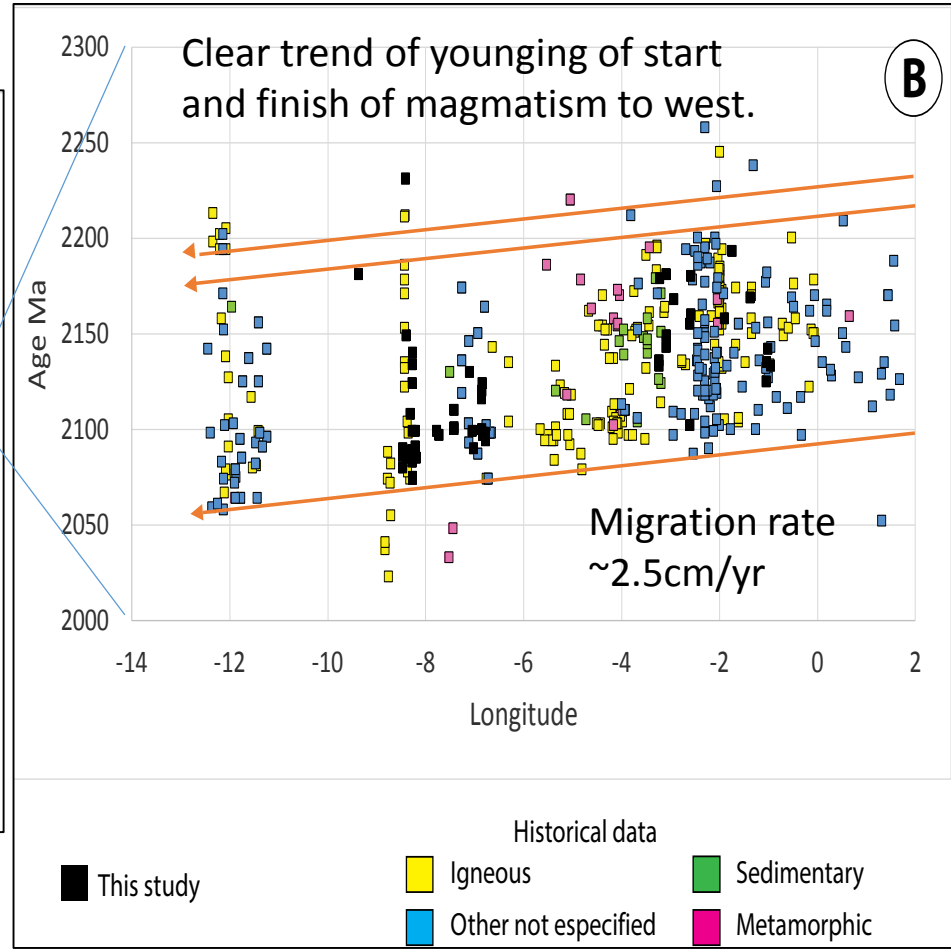 Clear trend of younging of start
and finish of magmatism to west.
B
2300
2250
2200
2150
2100
2050
2000
Age Ma
-14 -12 -10 -8 -6 -4 -2 0 2
Longitude
Migration rate
~2.5cm/yr
Historical data
This study
Igneous
Sedimentary
Other not especified
Metamorphic